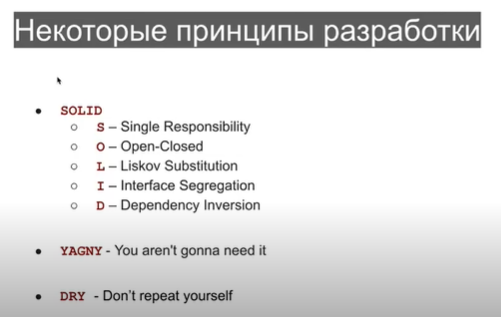 Некоторые принципы разработки
SOLID
S – Single Responsibility
O – Open-Closed
L – Liskov Substitution
I – Interface Segregation
D – Dependency Inversion
YAGNY - You aren't gonna need it
DRY - Don't repeat yourself